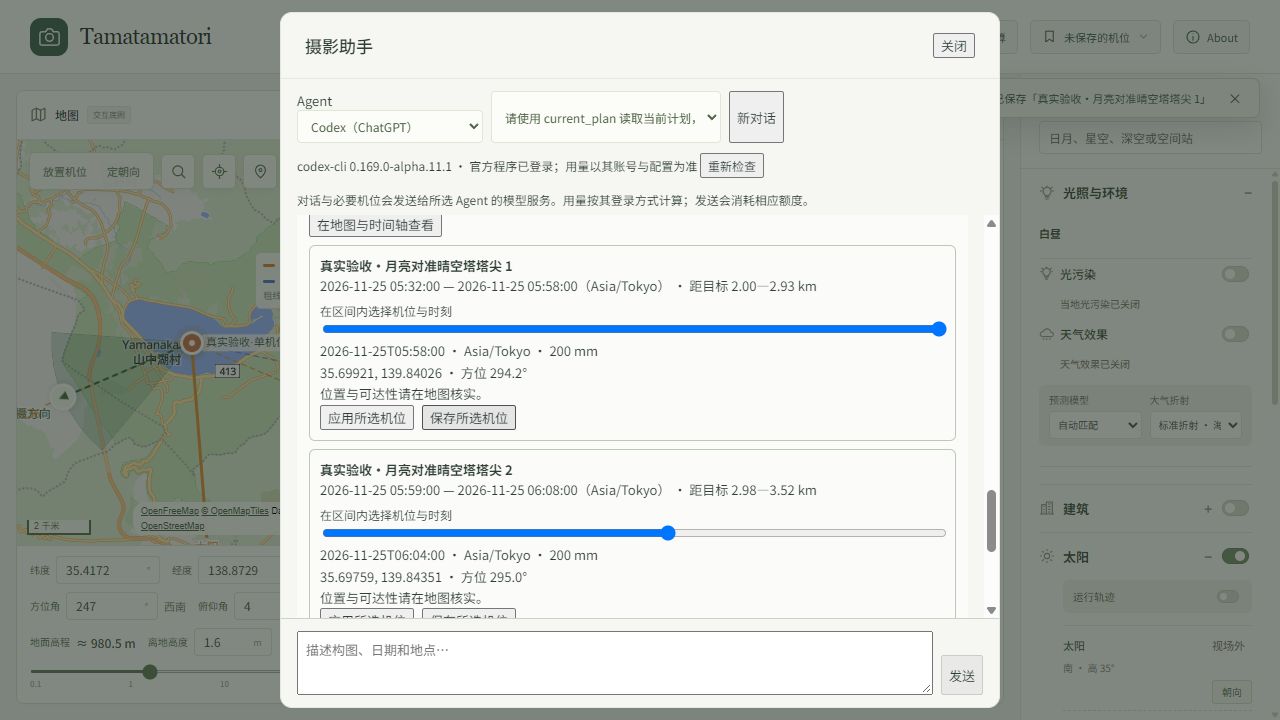 Tamatamatori
未保存的机位
About
已保存「真实验收・月亮对准晴空塔塔尖 1」
地图
交互底图
放置机位
定朝向
Yamanaka
山中湖村
真实验收·单机位
413
摄方向
2 千米
OpenFreeMap © OpenMapTiles Da
OpenStreetMap
纬度
35.4172
°
经度
138.8729
方位角
247
°
西南
俯仰角
4
地面高程
≈ 980.5 m
离地高度
1.6
m
0.1
1
10
摄影助手
关闭
Agent
Codex（ChatGPT）
请使用 current_plan 读取当前计划，
新对话
codex-cli 0.169.0-alpha.11.1 · 官方程序已登录；用量以其账号与配置为准
重新检查
对话与必要机位会发送给所选 Agent 的模型服务。用量按其登录方式计算；发送会消耗相应额度。
在地图与时间轴查看
真实验收・月亮对准晴空塔塔尖 1
2026-11-25 05:32:00 — 2026-11-25 05:58:00（Asia/Tokyo） · 距目标 2.00—2.93 km
在区间内选择机位与时刻
2026-11-25T05:58:00 · Asia/Tokyo · 200 mm
35.69921, 139.84026 · 方位 294.2°
位置与可达性请在地图核实。
应用所选机位
保存所选机位
真实验收・月亮对准晴空塔塔尖 2
2026-11-25 05:59:00 — 2026-11-25 06:08:00（Asia/Tokyo） · 距目标 2.98—3.52 km
在区间内选择机位与时刻
2026-11-25T06:04:00 · Asia/Tokyo · 200 mm
35.69759, 139.84351 · 方位 295.0°
位置与可达性请在地图核实。
应用所选机位
保存所选机位
描述构图、日期和地点…
发送
日月、星空、深空或空间站
光照与环境
白昼
光污染
当地光污染已关闭
天气效果
天气效果已关闭
预测模型
大气折射
自动匹配
标准折射 · 海
建筑
太阳
运行轨迹
太阳
视场外
南 · 高 35°
朝向